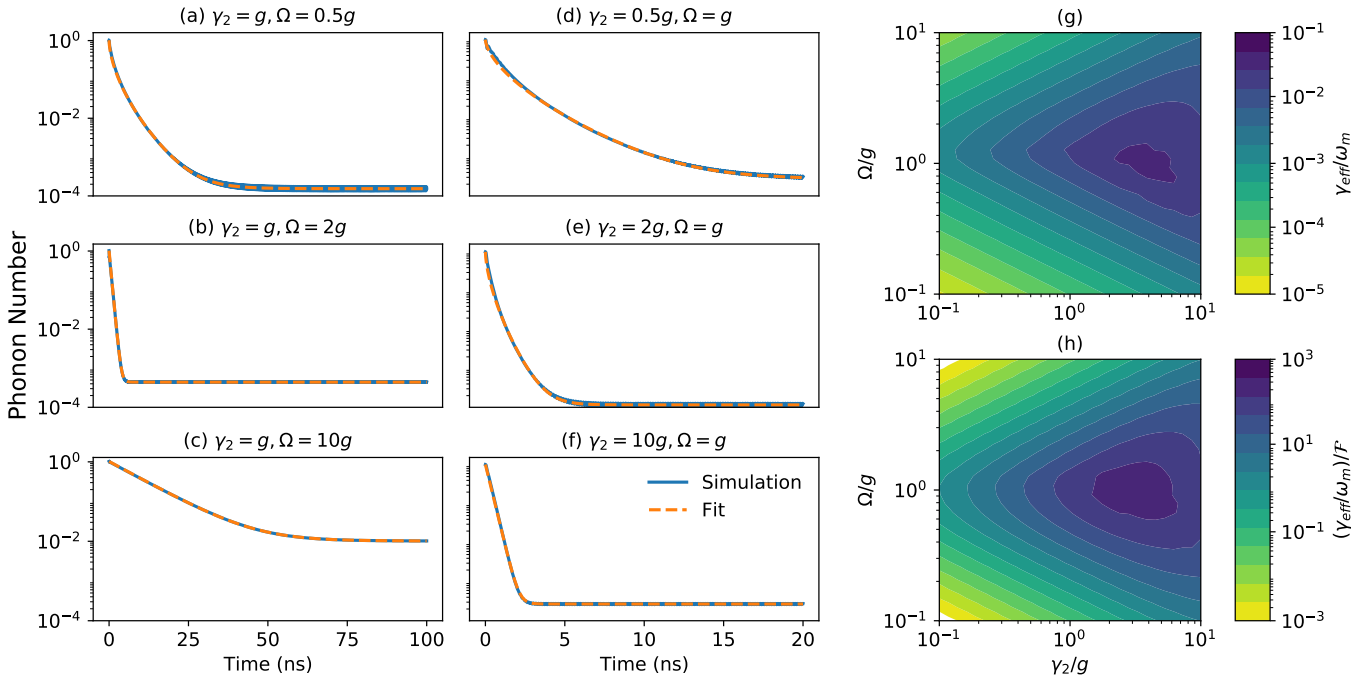 Phonon Number
(a) γ₂ = g, Ω = 0.5g
10⁰
10⁻²
10⁻⁴
(b) γ₂ = g, Ω = 2g
10⁰
10⁻²
10⁻⁴
(c) γ₂ = g, Ω = 10g
10⁰
10⁻²
10⁻⁴
0 25 50 75 100
Time (ns)
(d) γ₂ = 0.5g, Ω = g
(e) γ₂ = 2g, Ω = g
(f) γ₂ = 10g, Ω = g
Simulation
Fit
0 5 10 15 20
Time (ns)
(g)
Ω/g
10¹
10⁰
10⁻¹
10⁻¹ 10⁰ 10¹
10⁻¹
10⁻²
10⁻³
10⁻⁴
10⁻⁵
γ_eff/ω_m
(h)
Ω/g
10¹
10⁰
10⁻¹
10⁻¹ 10⁰ 10¹
γ₂/g
10³
10¹
10⁻¹
10⁻³
(γ_eff/ω_m)/ℱ